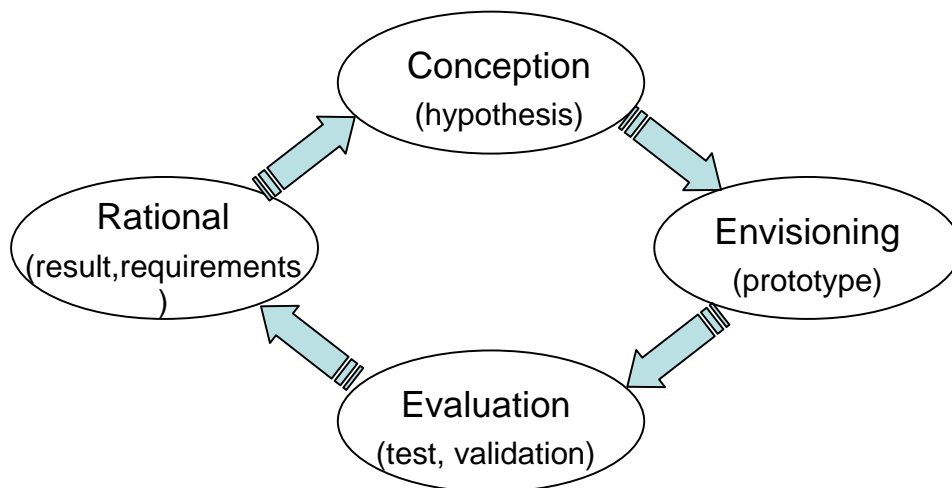 Conception
(hypothesis)
Rational
(result,requirements
)
Envisioning
(prototype)
Evaluation
(test, validation)